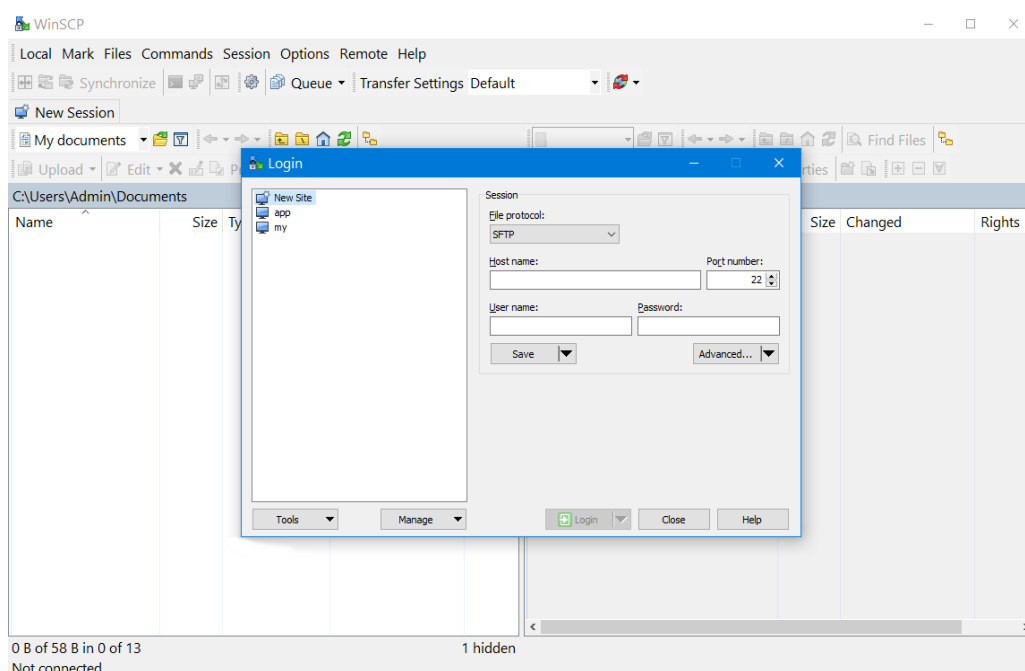 WinSCP
Local Mark Files Commands Session Options Remote Help
Synchronize Queue Transfer Settings Default
New Session
My documents Find Files
Upload Edit
Login
C:\Users\Admin\Documents
Name Size Size Changed Rights
New Site
app
my
Session
File protocol:
SFTP
Host name: Port number:
22
User name: Password:
Save Advanced...
Tools Manage Login Close Help
0 B of 58 B in 0 of 13 1 hidden
Not connected